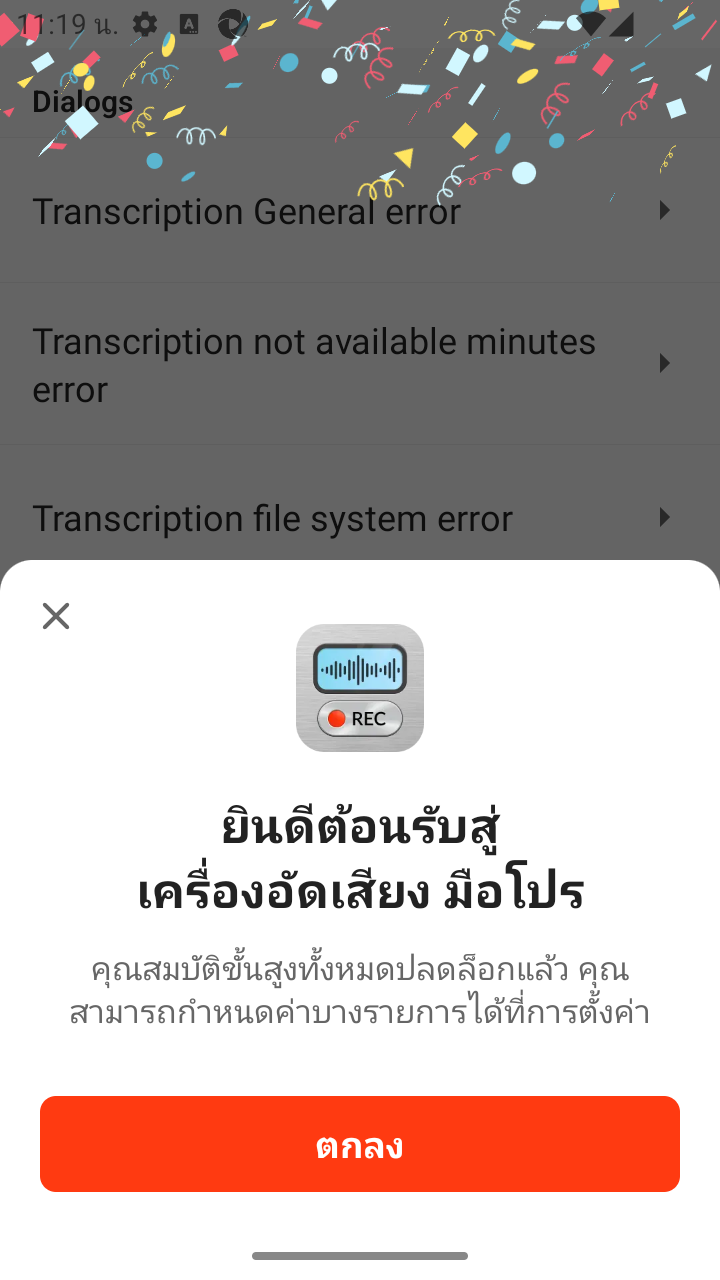 11:19 น.
Dialogs
Transcription General error
Transcription not available minutes
error
Transcription file system error
REC
ยินดีต้อนรับสู่
เครื่องอัดเสียง มือโปร
คุณสมบัติขั้นสูงทั้งหมดปลดล็อกแล้ว คุณ
สามารถกำหนดค่าบางรายการได้ที่การตั้งค่า
ตกลง